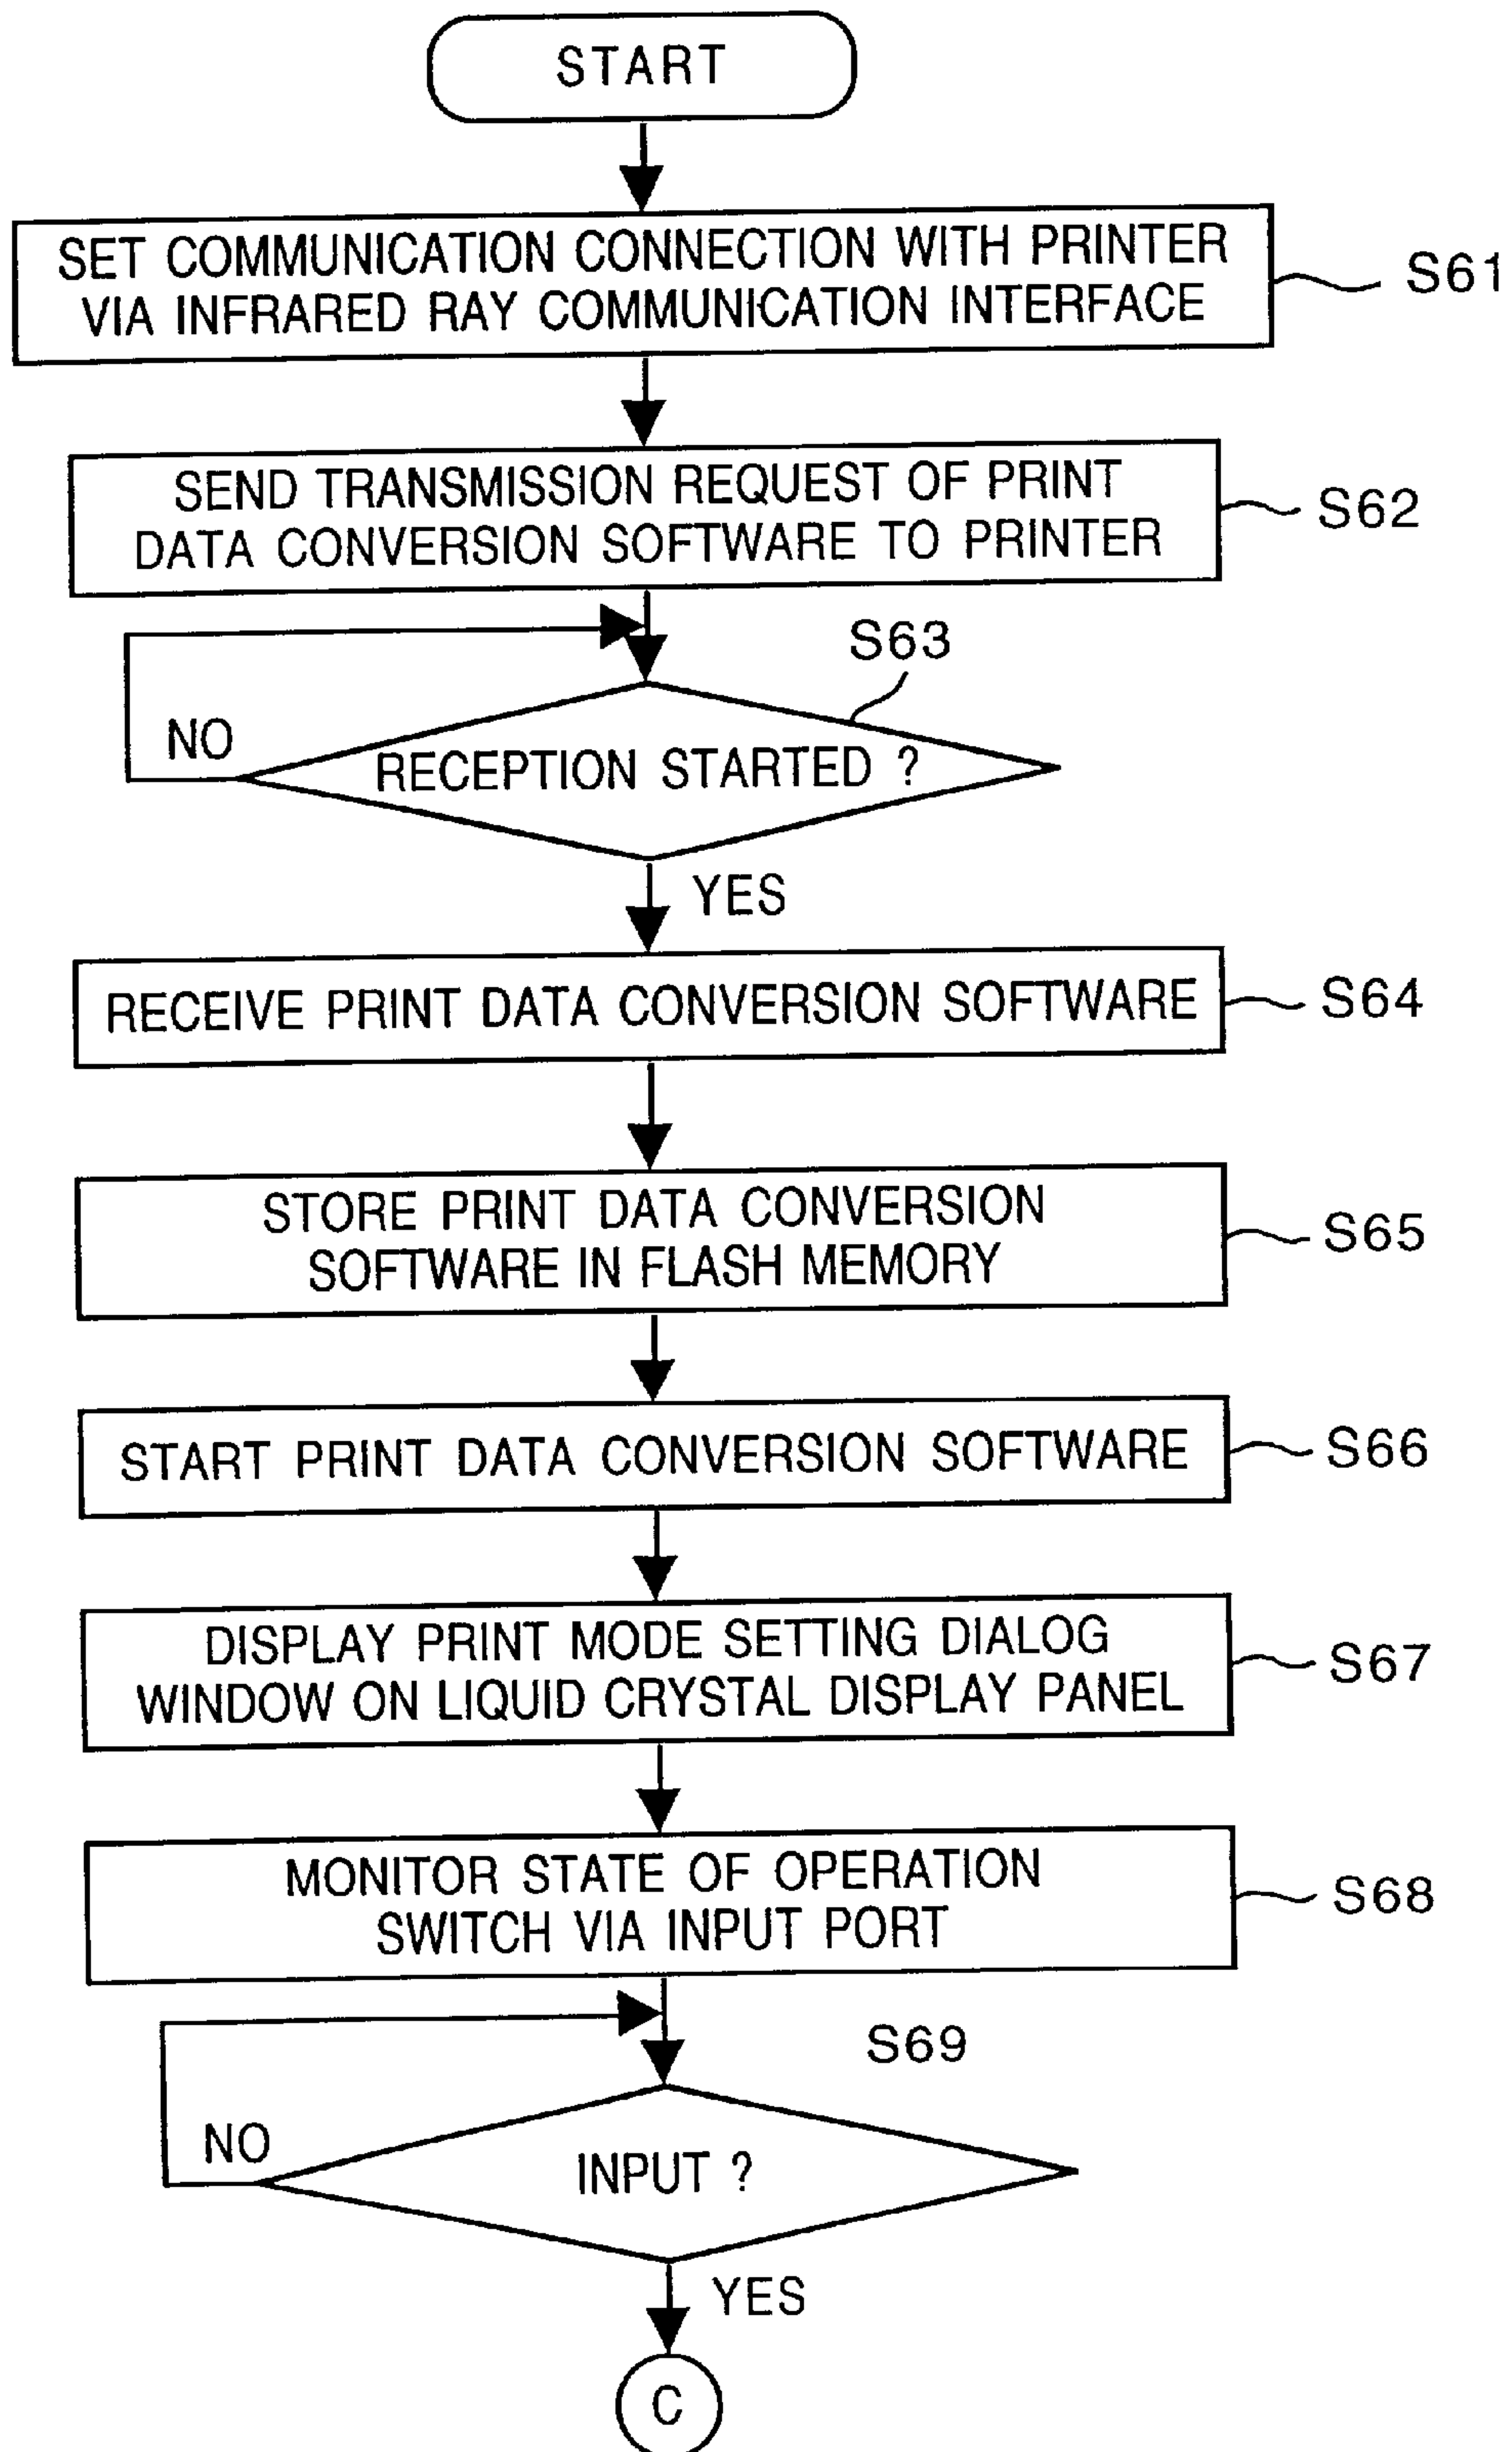 START
SET COMMUNICATION CONNECTION WITH PRINTER
VIA INFRARED RAY COMMUNICATION INTERFACE
S61
SEND TRANSMISSION REQUEST OF PRINT
DATA CONVERSION SOFTWARE TO PRINTER
S62
S63
NO
RECEPTION STARTED ?
YES
RECEIVE PRINT DATA CONVERSION SOFTWARE
S64
STORE PRINT DATA CONVERSION
SOFTWARE IN FLASH MEMORY
S65
START PRINT DATA CONVERSION SOFTWARE
S66
DISPLAY PRINT MODE SETTING DIALOG
WINDOW ON LIQUID CRYSTAL DISPLAY PANEL
S67
MONITOR STATE OF OPERATION
SWITCH VIA INPUT PORT
S68
S69
NO
INPUT ?
YES
C